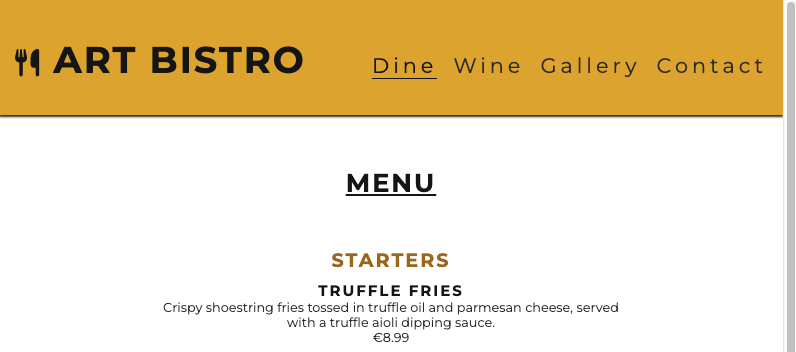 ART BISTRO
Dine Wine Gallery Contact
MENU
STARTERS
TRUFFLE FRIES
Crispy shoestring fries tossed in truffle oil and parmesan cheese, served
with a truffle aioli dipping sauce.
€8.99